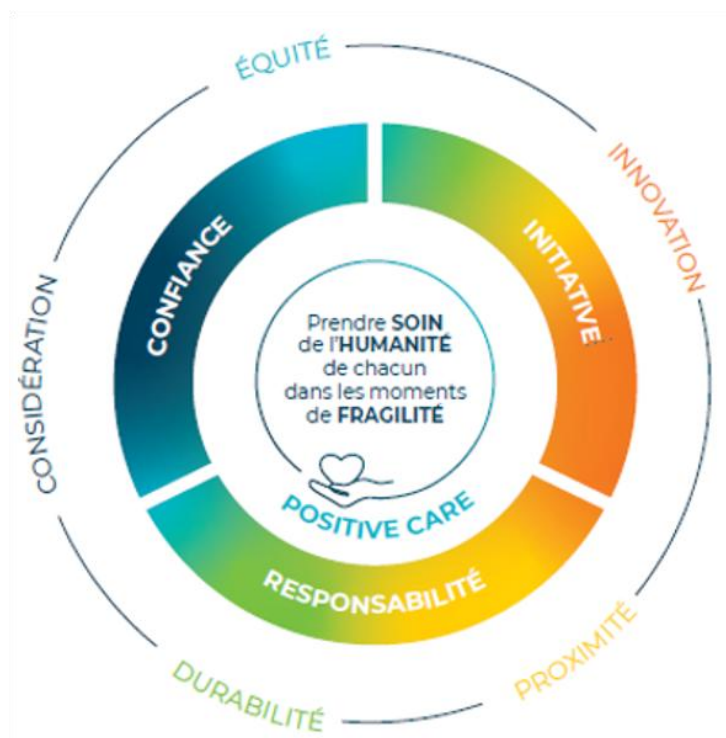 ÉQUITÉ
INNOVATION
CONFIANCE
INITIATIVE
Prendre SOIN
de l'HUMANITÉ
de chacun
dans les moments
de FRAGILITÉ
POSITIVE CARE
CONSIDÉRATION
RESPONSABILITÉ
PROXIMITÉ
DURABILITÉ